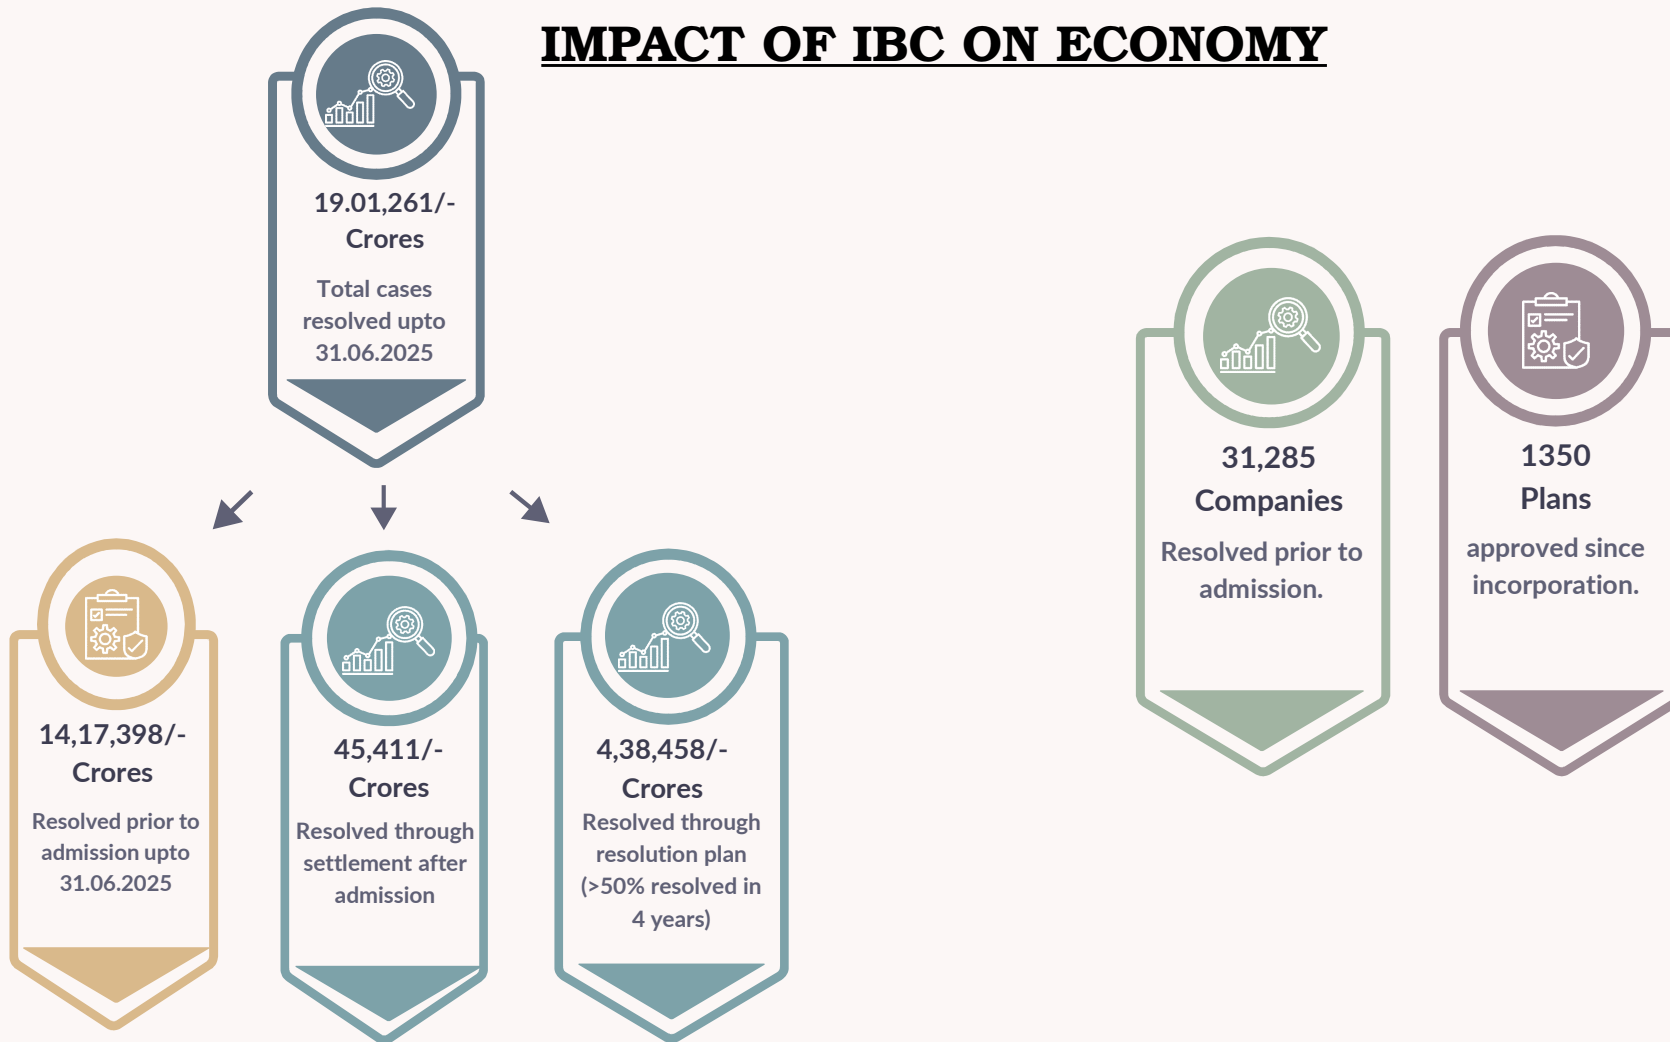 IMPACT OF IBC ON ECONOMY
19.01,261/-
Crores
Total cases
resolved upto
31.06.2025
14,17,398/-
Crores
Resolved prior to
admission upto
31.06.2025
45,411/-
Crores
Resolved through
settlement after
admission
4,38,458/-
Crores
Resolved through
resolution plan
(>50% resolved in
4 years)
31,285
Companies
Resolved prior to
admission.
1350
Plans
approved since
incorporation.